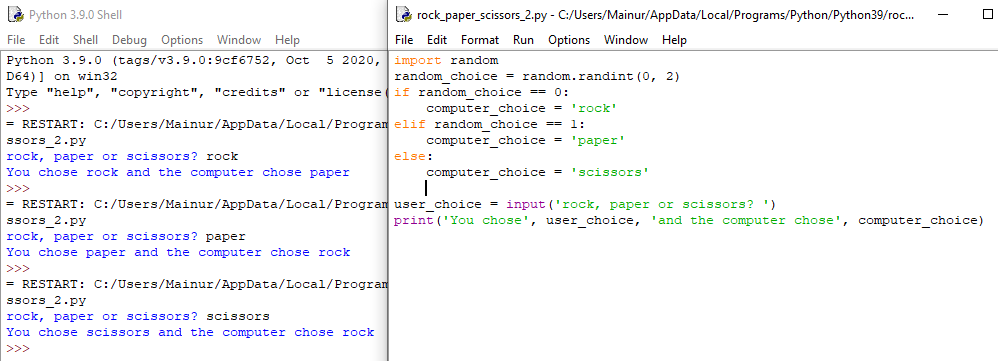 Python 3.9.0 Shell
File Edit Shell Debug Options Window Help
Python 3.9.0 (tags/v3.9.0:9cf6752, Oct  5 2020,
D64)] on win32
Type "help", "copyright", "credits" or "license(
>>>
= RESTART: C:/Users/Mainur/AppData/Local/Program
ssors_2.py
rock, paper or scissors? rock
You chose rock and the computer chose paper
>>>
= RESTART: C:/Users/Mainur/AppData/Local/Program
ssors_2.py
rock, paper or scissors? paper
You chose paper and the computer chose rock
>>>
= RESTART: C:/Users/Mainur/AppData/Local/Program
ssors_2.py
rock, paper or scissors? scissors
You chose scissors and the computer chose rock
>>>
rock_paper_scissors_2.py - C:/Users/Mainur/AppData/Local/Programs/Python/Python39/roc...
File Edit Format Run Options Window Help
import random
random_choice = random.randint(0, 2)
if random_choice == 0:
    computer_choice = 'rock'
elif random_choice == 1:
    computer_choice = 'paper'
else:
    computer_choice = 'scissors'
user_choice = input('rock, paper or scissors? ')
print('You chose', user_choice, 'and the computer chose', computer_choice)